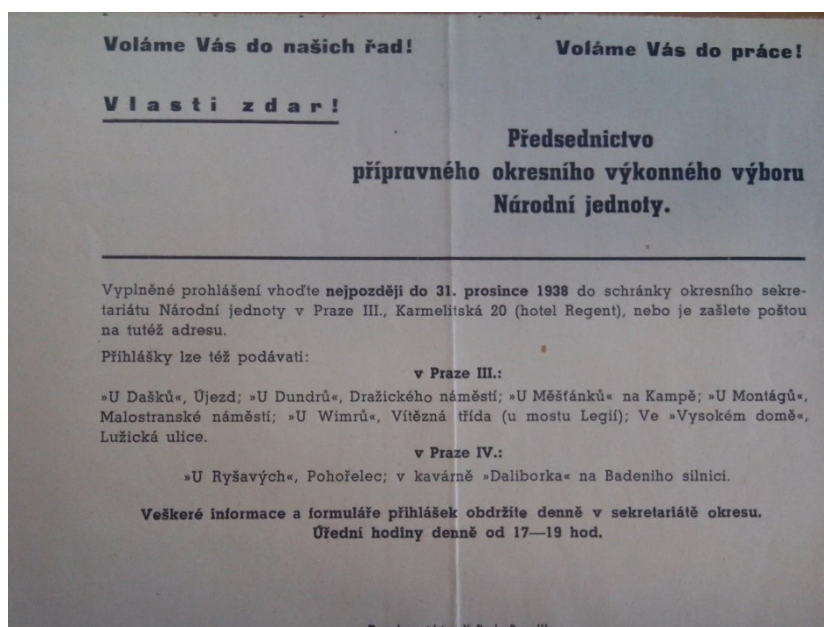 Voláme Vás do našich řad! Voláme Vás do práce!
Vlasti zdar!
Předsednictvo
přípravného okresního výkonného výboru
Národní jednoty.
Vyplněné prohlášení vhoďte nejpozději do 31. prosince 1938 do schránky okresního sekre-
tariátu Národní jednoty v Praze III., Karmelitská 20 (hotel Regent), nebo je zašlete poštou
na tutéž adresu.
Přihlášky lze též podávati:
v Praze III.:
»U Dašků«, Újezd; »U Dundrů«, Dražického náměstí; »U Měšťánků« na Kampě; »U Montágů«,
Malostranské náměstí; »U Wimrů«, Vítězná třída (u mostu Legií); Ve »Vysokém domě«,
Lužická ulice.
v Praze IV.:
»U Ryšavých«, Pohořelec; v kavárně »Daliborka« na Badeniho silnici.
Veškeré informace a formuláře přihlášek obdržíte denně v sekretariátě okresu.
Úřední hodiny denně od 17—19 hod.